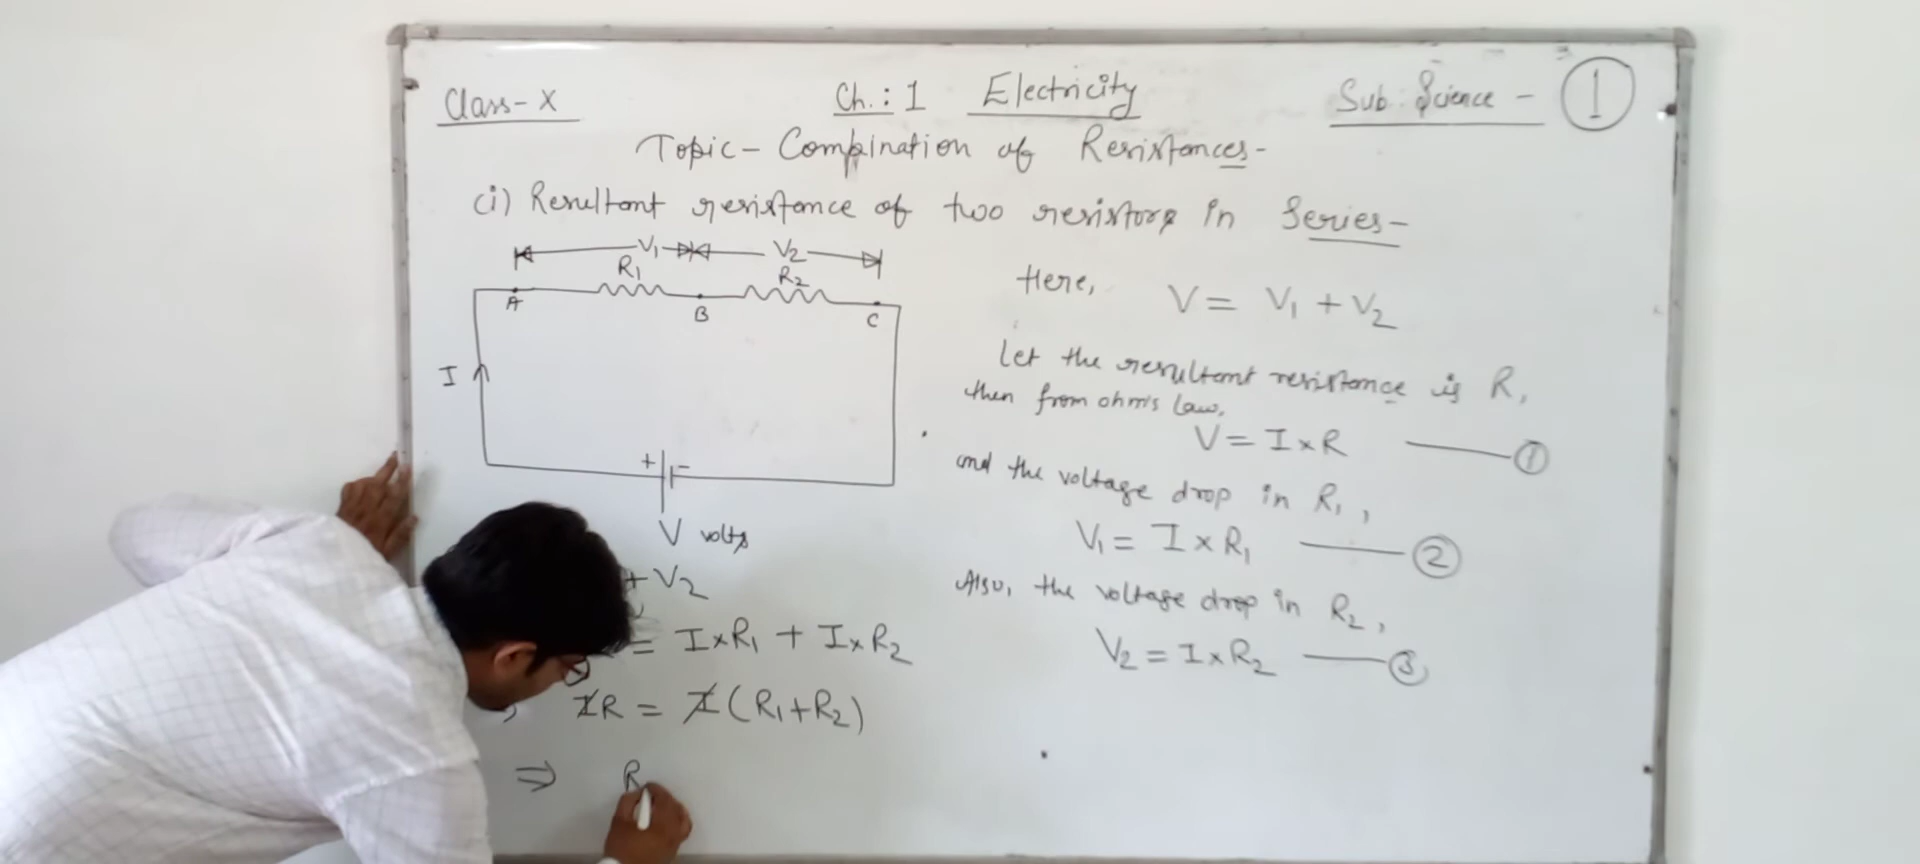 Class-X
Ch.: 1 Electricity
Sub: Science - 1
Topic - Combination of Resistances -
(i) Resultant resistance of two resistors in Series -
V1 V2
R1 R2
A B C
I
+ -
V volts
+ V2
= I×R1 + I×R2
IR = I(R1+R2)
⇒ R
Here, V = V1 + V2
Let the resultant resistance is R,
then from ohm's law,
V = I×R —— 1
and the voltage drop in R1,
V1 = I×R1 —— 2
Also, the voltage drop in R2,
V2 = I×R2 —— 3